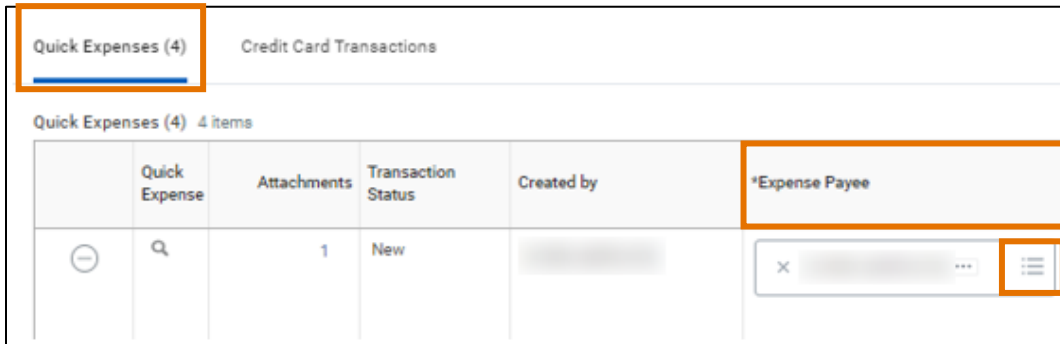 Quick Expenses (4) Credit Card Transactions
Quick Expenses (4) 4 items
Quick Expense Attachments Transaction Status Created by *Expense Payee
1 New